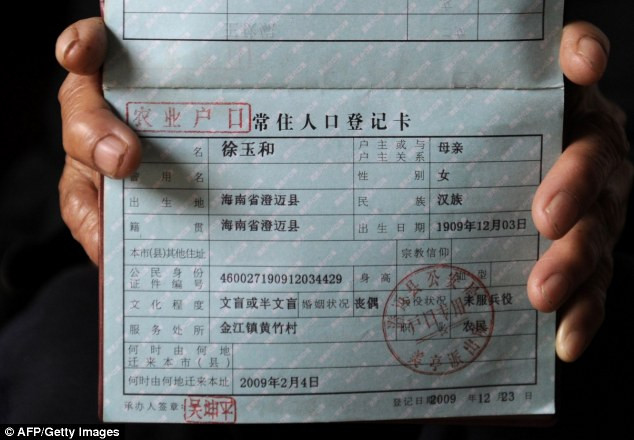 农业户口 常住人口登记卡
名 徐玉和 户主或与户主关系 母亲
曾用名 性别 女
出生地 海南省澄迈县 民族 汉族
籍贯 海南省澄迈县 出生日期 1909年12月03日
本市(县)其他住址 宗教信仰
公民身份证件编号 460027190912034429 身高
文化程度 文盲或半文盲 婚姻状况 丧偶 役状况 未服兵役
服务处所 金江镇黄竹村 农民
何时由何地迁来本市(县)
何时由何地迁来本址 2009年2月4日
承办人签章 吴坤平 登记日期 2009年12月23日
户口专用
© AFP/Getty Images